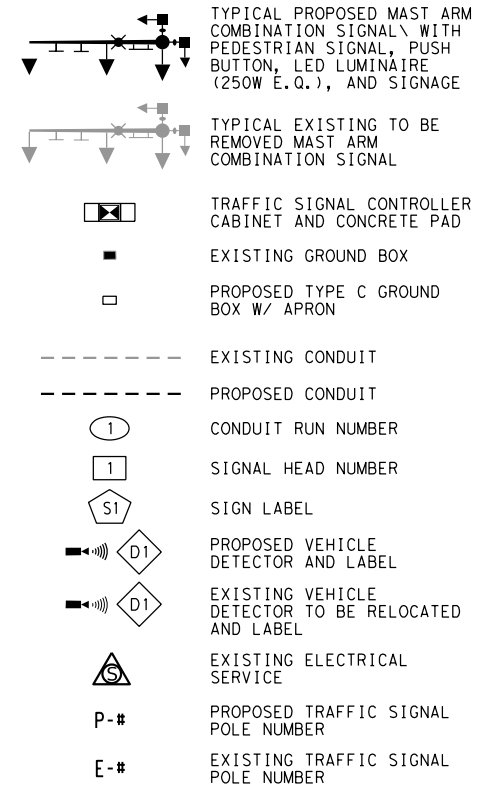 TYPICAL PROPOSED MAST ARM
COMBINATION SIGNAL\ WITH
PEDESTRIAN SIGNAL, PUSH
BUTTON, LED LUMINAIRE
(250W E.Q.), AND SIGNAGE
TYPICAL EXISTING TO BE
REMOVED MAST ARM
COMBINATION SIGNAL
TRAFFIC SIGNAL CONTROLLER
CABINET AND CONCRETE PAD
EXISTING GROUND BOX
PROPOSED TYPE C GROUND
BOX W/ APRON
EXISTING CONDUIT
PROPOSED CONDUIT
1 CONDUIT RUN NUMBER
1 SIGNAL HEAD NUMBER
S1 SIGN LABEL
D1 PROPOSED VEHICLE
DETECTOR AND LABEL
D1 EXISTING VEHICLE
DETECTOR TO BE RELOCATED
AND LABEL
S EXISTING ELECTRICAL
SERVICE
P-# PROPOSED TRAFFIC SIGNAL
POLE NUMBER
E-# EXISTING TRAFFIC SIGNAL
POLE NUMBER